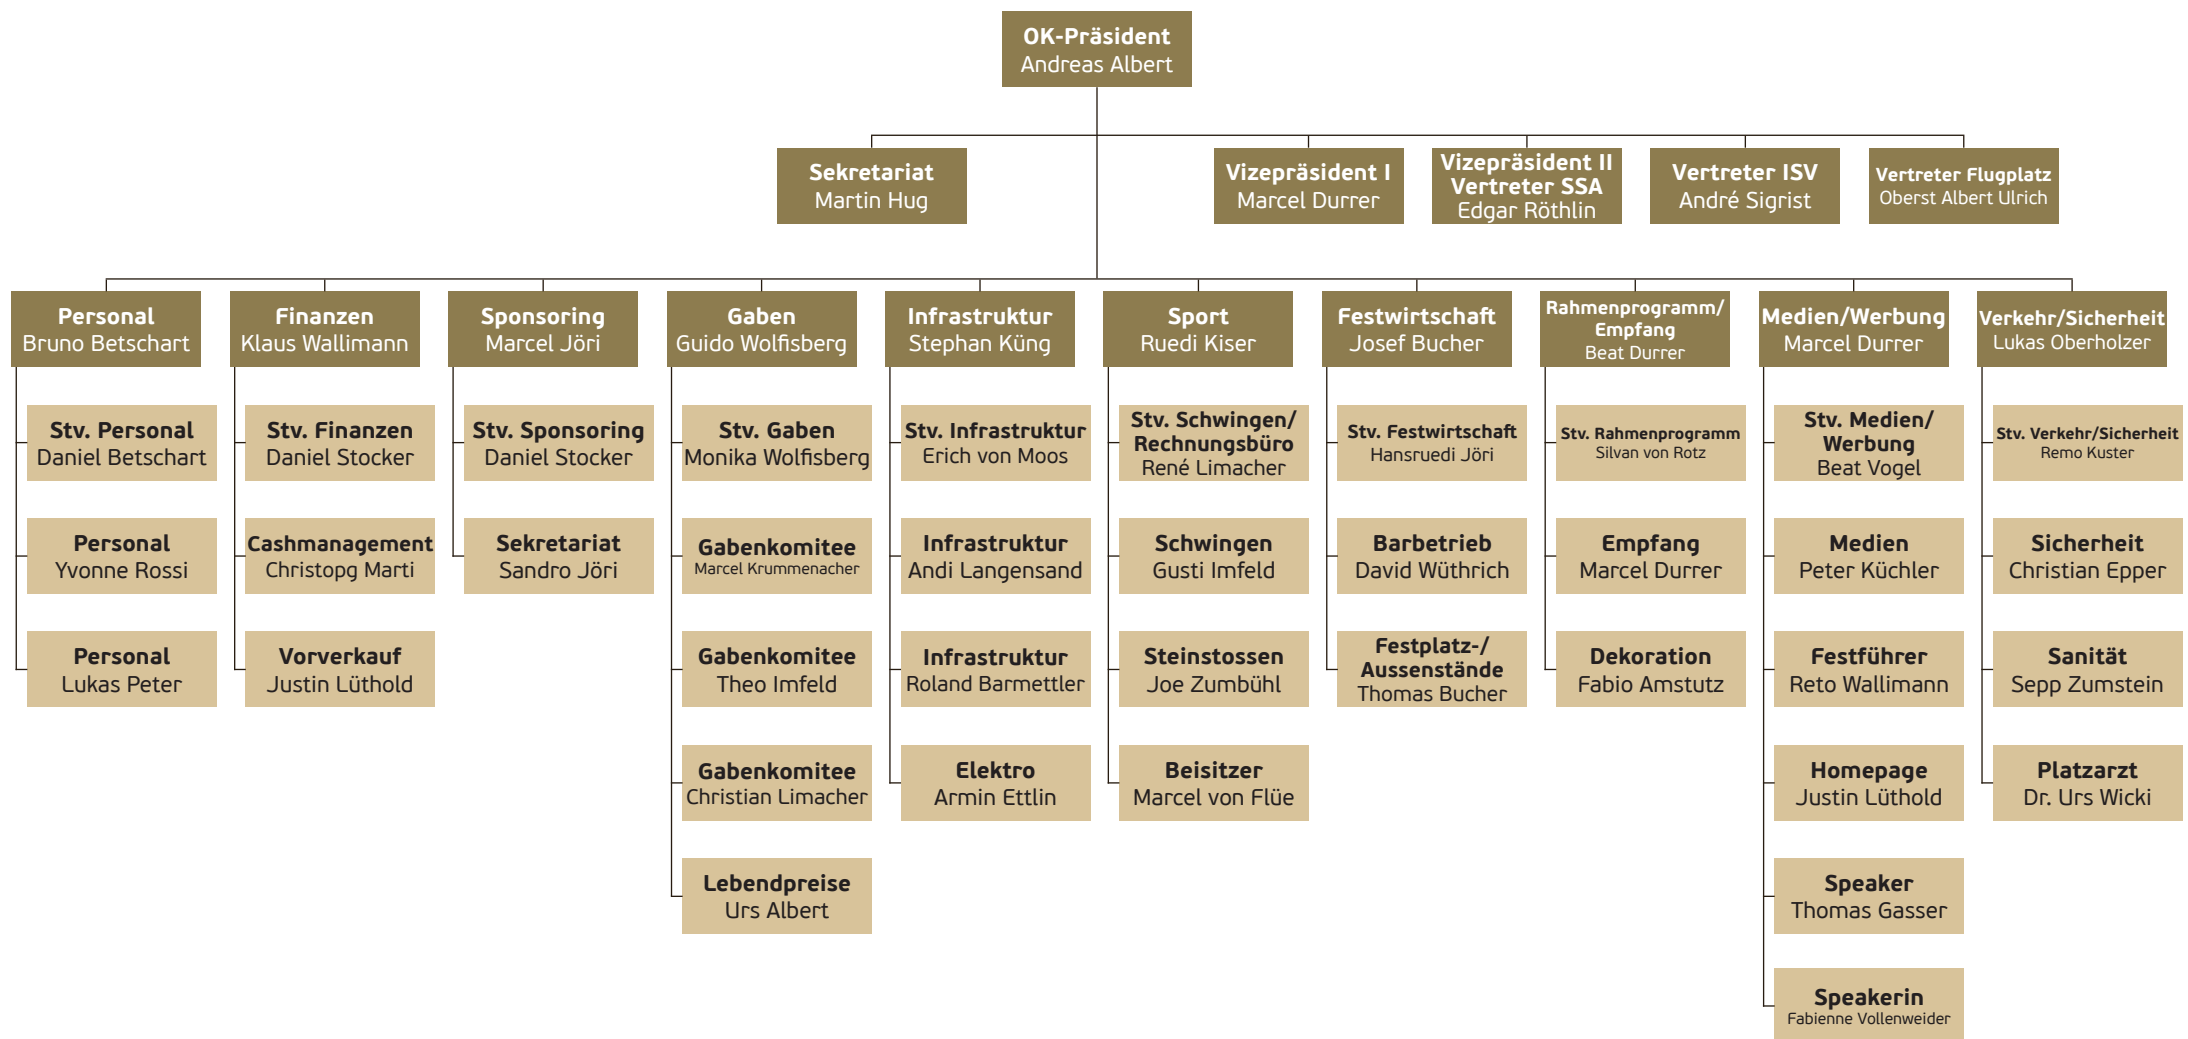 OK-Präsident
Andreas Albert
Sekretariat
Martin Hug
Vizepräsident I
Marcel Durrer
Vizepräsident II
Vertreter SSA
Edgar Röthlin
Vertreter ISV
André Sigrist
Vertreter Flugplatz
Oberst Albert Ulrich
Personal
Bruno Betschart
Finanzen
Klaus Wallimann
Sponsoring
Marcel Jöri
Gaben
Guido Wolfisberg
Infrastruktur
Stephan Küng
Sport
Ruedi Kiser
Festwirtschaft
Josef Bucher
Rahmenprogramm/
Empfang
Beat Durrer
Medien/Werbung
Marcel Durrer
Verkehr/Sicherheit
Lukas Oberholzer
Stv. Personal
Daniel Betschart
Stv. Finanzen
Daniel Stocker
Stv. Sponsoring
Daniel Stocker
Stv. Gaben
Monika Wolfisberg
Stv. Infrastruktur
Erich von Moos
Stv. Schwingen/
Rechnungsbüro
René Limacher
Stv. Festwirtschaft
Hansruedi Jöri
Stv. Rahmenprogramm
Silvan von Rotz
Stv. Medien/
Werbung
Beat Vogel
Stv. Verkehr/Sicherheit
Remo Kuster
Personal
Yvonne Rossi
Cashmanagement
Christopg Marti
Sekretariat
Sandro Jöri
Gabenkomitee
Marcel Krummenacher
Infrastruktur
Andi Langensand
Schwingen
Gusti Imfeld
Barbetrieb
David Wüthrich
Empfang
Marcel Durrer
Medien
Peter Küchler
Sicherheit
Christian Epper
Personal
Lukas Peter
Vorverkauf
Justin Lüthold
Gabenkomitee
Theo Imfeld
Infrastruktur
Roland Barmettler
Steinstossen
Joe Zumbühl
Festplatz-/
Aussenstände
Thomas Bucher
Dekoration
Fabio Amstutz
Festführer
Reto Wallimann
Sanität
Sepp Zumstein
Gabenkomitee
Christian Limacher
Elektro
Armin Ettlin
Beisitzer
Marcel von Flüe
Homepage
Justin Lüthold
Platzarzt
Dr. Urs Wicki
Lebendpreise
Urs Albert
Speaker
Thomas Gasser
Speakerin
Fabienne Vollenweider